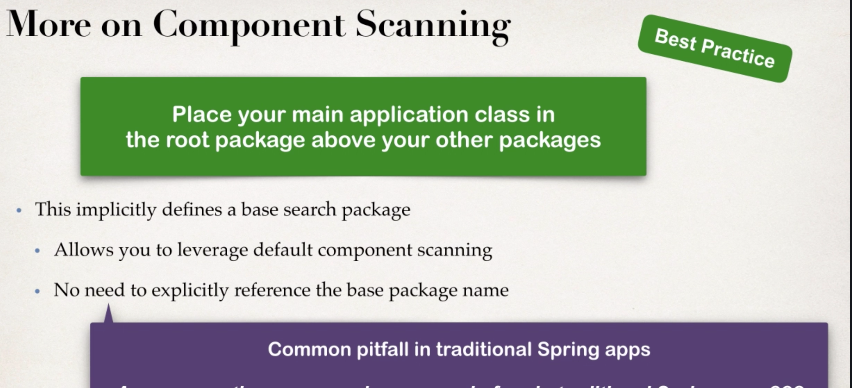 More on Component Scanning
Best Practice
Place your main application class in
the root package above your other packages
• This implicitly defines a base search package
• Allows you to leverage default component scanning
• No need to explicitly reference the base package name
Common pitfall in traditional Spring apps